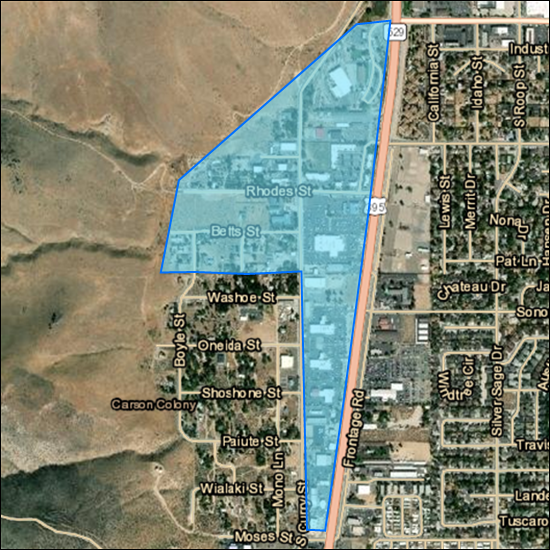 529
Indust
California St
Idaho St
S Roop St
Rhodes St
395
Lewis St
Merrit Dr
Nona
Dr
Betts St
Pat Ln
Chateau Dr
Ja
Washoe St
Sono
Boyle St
Oneida St
Silver Sage Dr
Shoshone St
Carson Colony
Frontage Rd
Paiute St
Travis
Mono Ln
Wialaki St
S Curry St
Lande
Moses St
Tuscaro